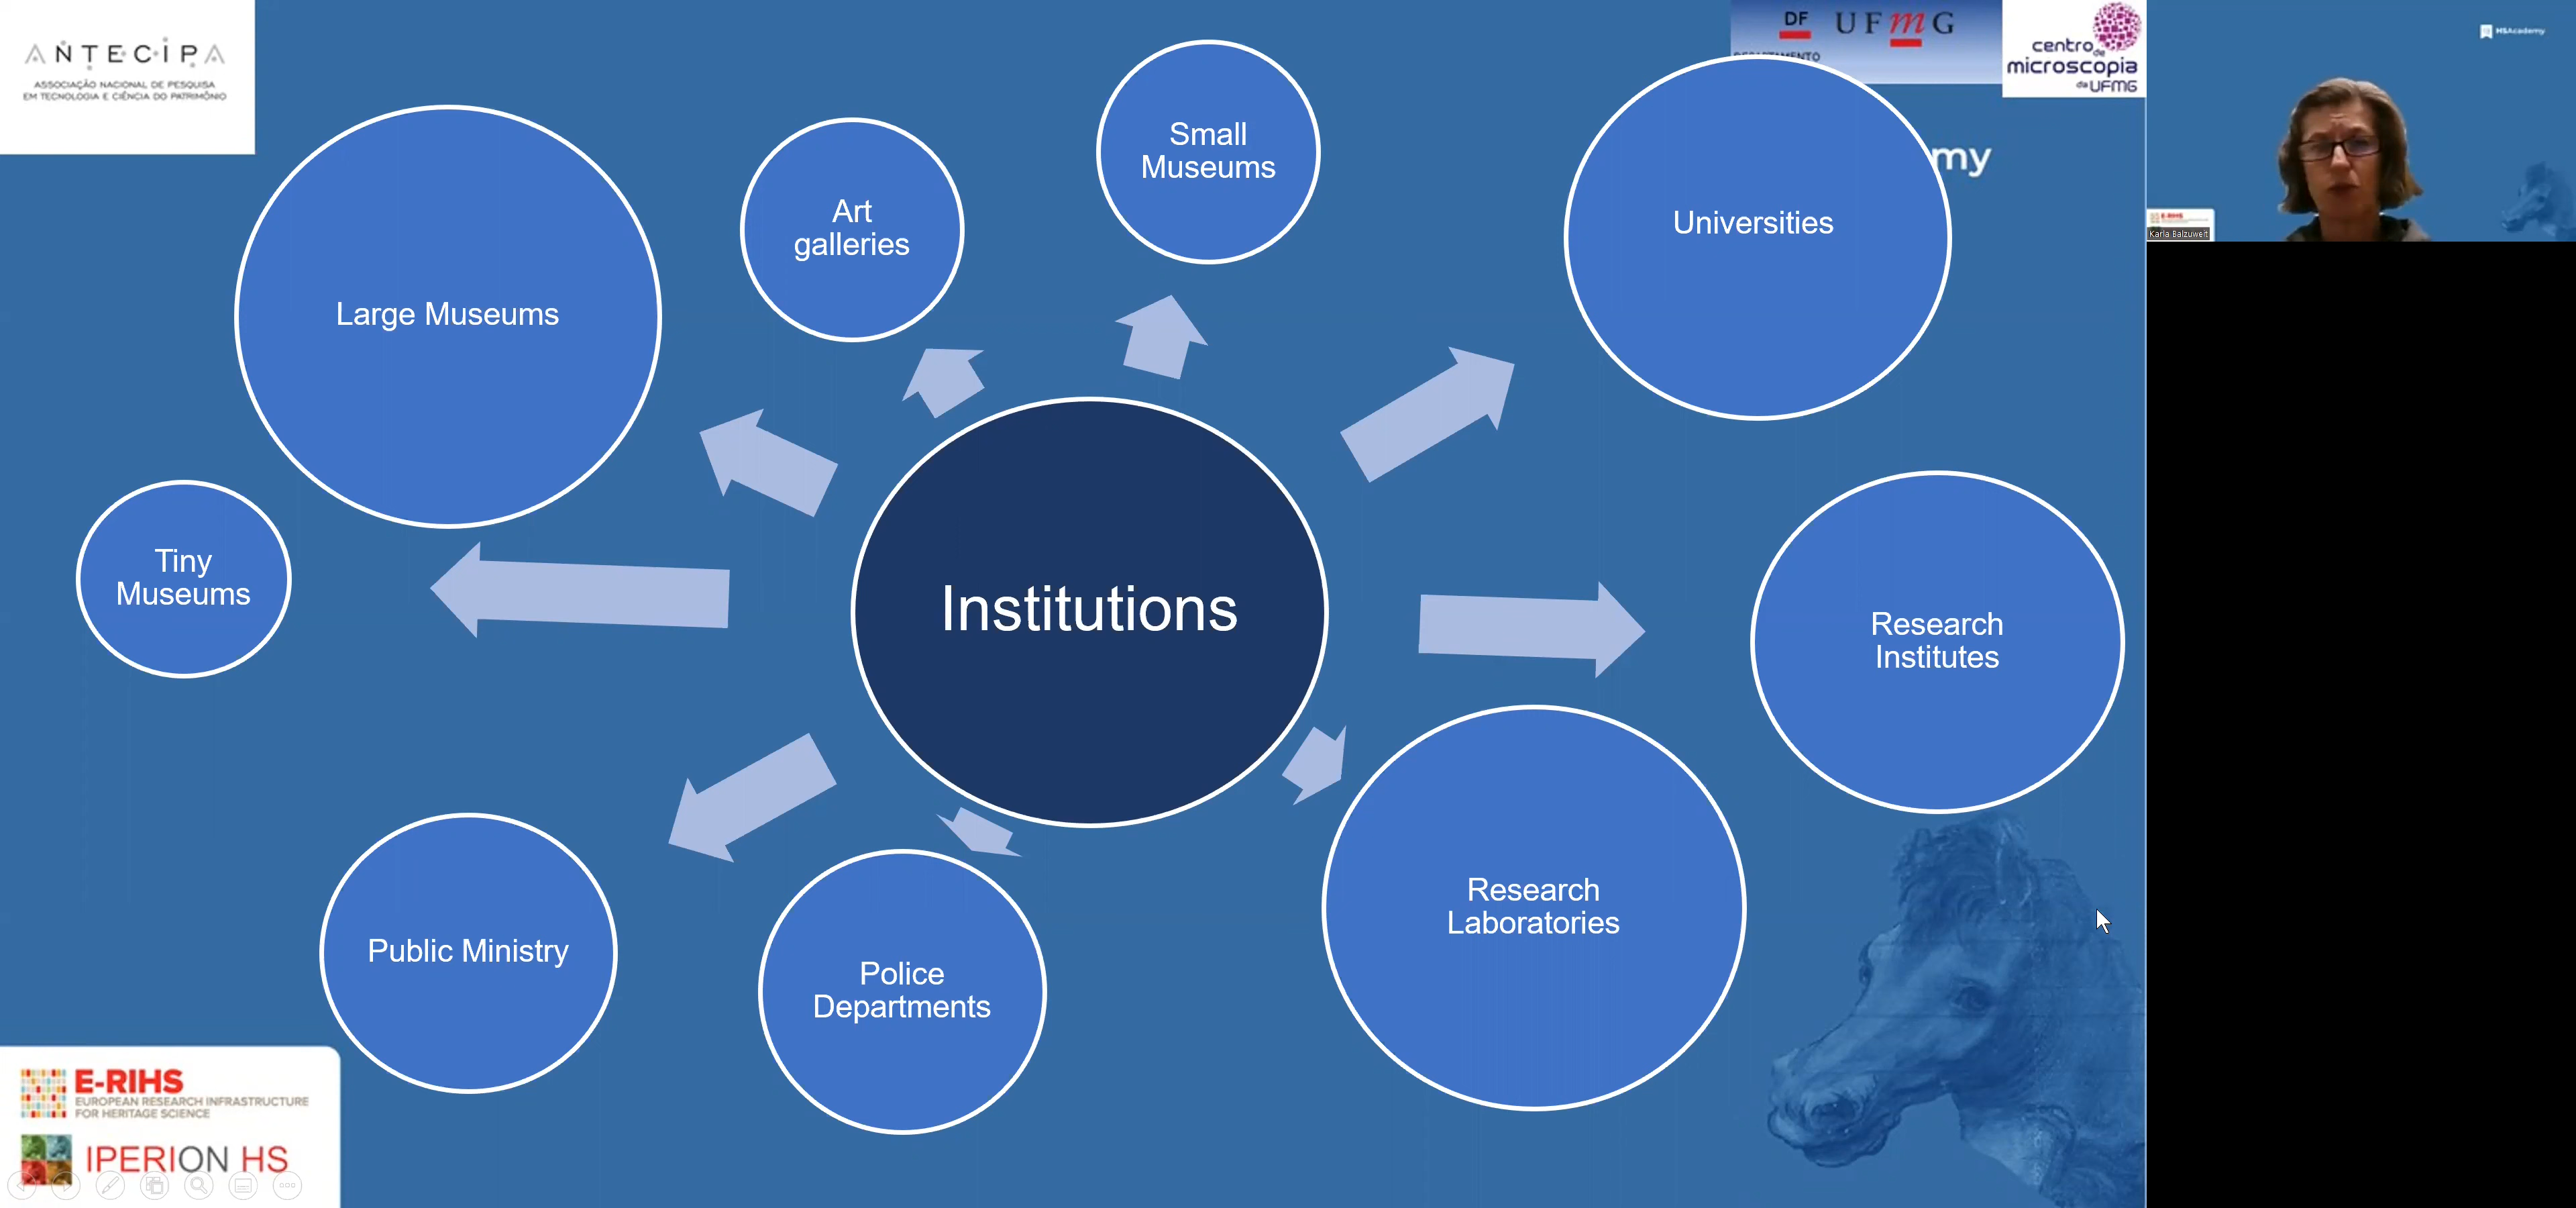 ANTECIPA
ASSOCIAÇÃO NACIONAL DE PESQUISA
EM TECNOLOGIA E CIÊNCIA DO PATRIMÔNIO
DF
UFmG
centro de
microscopia
da UFMG
HSAcademy
my
Small
Museums
Art
galleries
Universities
Large Museums
E-RIHS
Karla Balzuweit
Tiny
Museums
Institutions
Research
Institutes
Research
Laboratories
Public Ministry
Police
Departments
E-RIHS
EUROPEAN RESEARCH INFRASTRUCTURE
FOR HERITAGE SCIENCE
IPERION HS